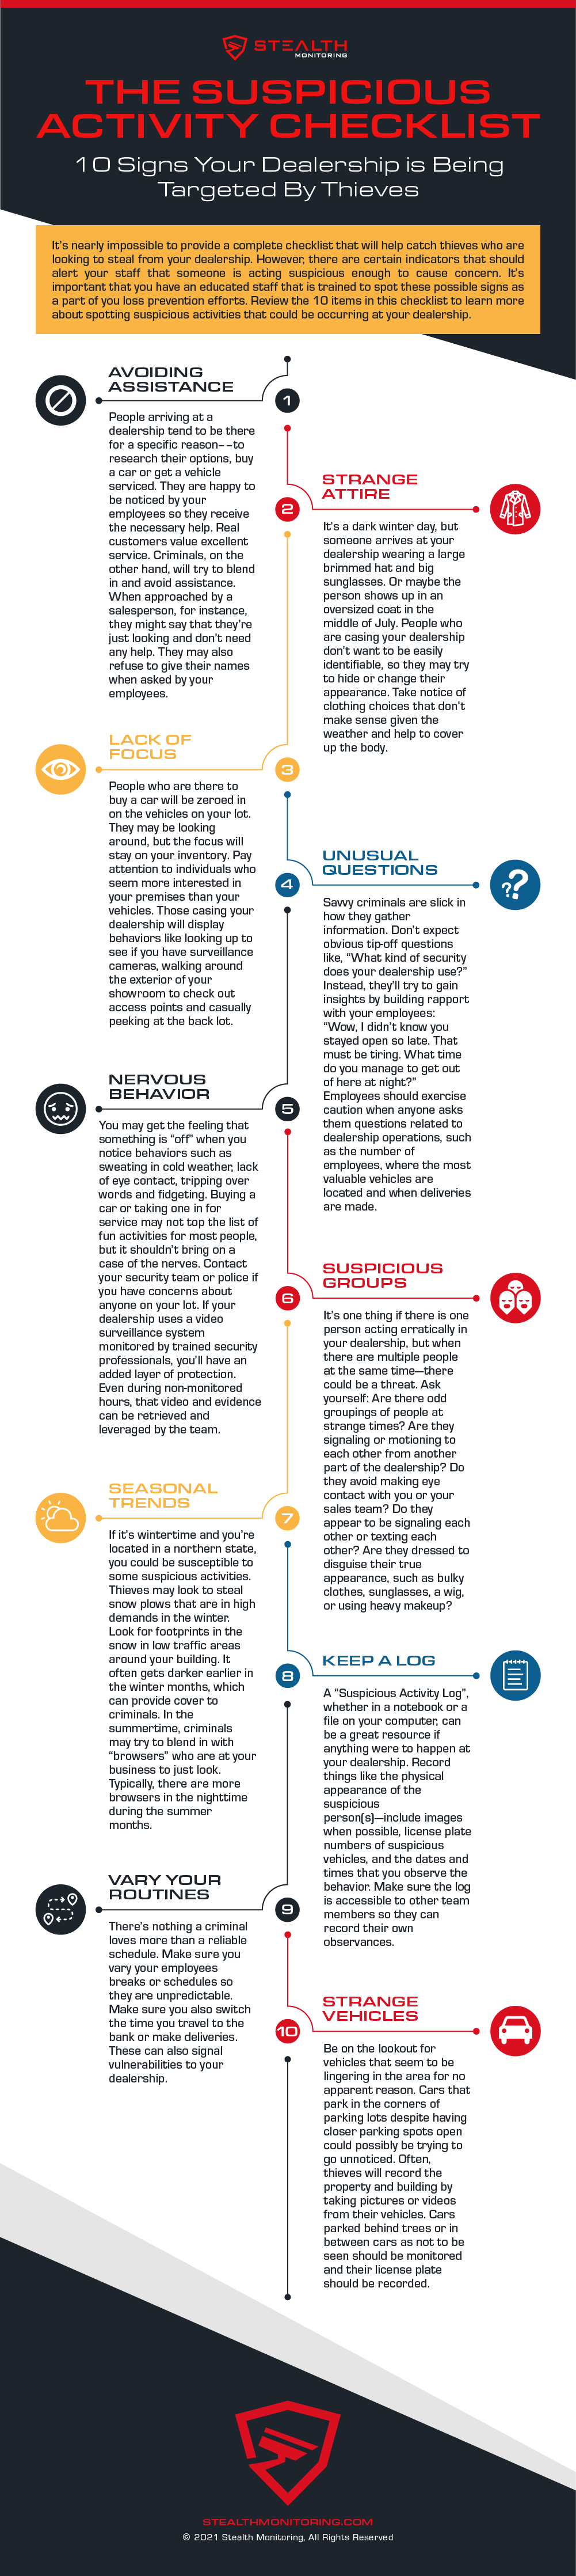 STEALTH
MONITORING
THE SUSPICIOUS
ACTIVITY CHECKLIST
10 Signs Your Dealership is Being
Targeted By Thieves
It's nearly impossible to provide a complete checklist that will help catch thieves who are
looking to steal from your dealership. However, there are certain indicators that should
alert your staff that someone is acting suspicious enough to cause concern. It's
important that you have an educated staff that is trained to spot these possible signs as
a part of you loss prevention efforts. Review the 10 items in this checklist to learn more
about spotting suspicious activities that could be occurring at your dealership.
AVOIDING
ASSISTANCE
1
People arriving at a
dealership tend to be there
for a specific reason––to
research their options, buy
a car or get a vehicle
serviced. They are happy to
be noticed by your
employees so they receive
the necessary help. Real
customers value excellent
service. Criminals, on the
other hand, will try to blend
in and avoid assistance.
When approached by a
salesperson, for instance,
they might say that they're
just looking and don't need
any help. They may also
refuse to give their names
when asked by your
employees.
STRANGE
ATTIRE
2
It's a dark winter day, but
someone arrives at your
dealership wearing a large
brimmed hat and big
sunglasses. Or maybe the
person shows up in an
oversized coat in the
middle of July. People who
are casing your dealership
don't want to be easily
identifiable, so they may try
to hide or change their
appearance. Take notice of
clothing choices that don't
make sense given the
weather and help to cover
up the body.
LACK OF
FOCUS
3
People who are there to
buy a car will be zeroed in
on the vehicles on your lot.
They may be looking
around, but the focus will
stay on your inventory. Pay
attention to individuals who
seem more interested in
your premises than your
vehicles. Those casing your
dealership will display
behaviors like looking up to
see if you have surveillance
cameras, walking around
the exterior of your
showroom to check out
access points and casually
peeking at the back lot.
UNUSUAL
QUESTIONS
4
Savvy criminals are slick in
how they gather
information. Don't expect
obvious tip-off questions
like, "What kind of security
does your dealership use?"
Instead, they'll try to gain
insights by building rapport
with your employees:
"Wow, I didn't know you
stayed open so late. That
must be tiring. What time
do you manage to get out
of here at night?"
Employees should exercise
caution when anyone asks
them questions related to
dealership operations, such
as the number of
employees, where the most
valuable vehicles are
located and when deliveries
are made.
NERVOUS
BEHAVIOR
5
You may get the feeling that
something is "off" when you
notice behaviors such as
sweating in cold weather, lack
of eye contact, tripping over
words and fidgeting. Buying a
car or taking one in for
service may not top the list of
fun activities for most people,
but it shouldn't bring on a
case of the nerves. Contact
your security team or police if
you have concerns about
anyone on your lot. If your
dealership uses a video
surveillance system
monitored by trained security
professionals, you'll have an
added layer of protection.
Even during non-monitored
hours, that video and evidence
can be retrieved and
leveraged by the team.
SUSPICIOUS
GROUPS
6
It's one thing if there is one
person acting erratically in
your dealership, but when
there are multiple people
at the same time—there
could be a threat. Ask
yourself: Are there odd
groupings of people at
strange times? Are they
signaling or motioning to
each other from another
part of the dealership? Do
they avoid making eye
contact with you or your
sales team? Do they
appear to be signaling each
other or texting each
other? Are they dressed to
disguise their true
appearance, such as bulky
clothes, sunglasses, a wig,
or using heavy makeup?
SEASONAL
TRENDS
7
If it's wintertime and you're
located in a northern state,
you could be susceptible to
some suspicious activities.
Thieves may look to steal
snow plows that are in high
demands in the winter.
Look for footprints in the
snow in low traffic areas
around your building. It
often gets darker earlier in
the winter months, which
can provide cover to
criminals. In the
summertime, criminals
may try to blend in with
"browsers" who are at your
business to just look.
Typically, there are more
browsers in the nighttime
during the summer
months.
KEEP A LOG
8
A "Suspicious Activity Log",
whether in a notebook or a
file on your computer, can
be a great resource if
anything were to happen at
your dealership. Record
things like the physical
appearance of the
suspicious
person(s)—include images
when possible, license plate
numbers of suspicious
vehicles, and the dates and
times that you observe the
behavior. Make sure the log
is accessible to other team
members so they can
record their own
observances.
VARY YOUR
ROUTINES
9
There's nothing a criminal
loves more than a reliable
schedule. Make sure you
vary your employees
breaks or schedules so
they are unpredictable.
Make sure you also switch
the time you travel to the
bank or make deliveries.
These can also signal
vulnerabilities to your
dealership.
STRANGE
VEHICLES
10
Be on the lookout for
vehicles that seem to be
lingering in the area for no
apparent reason. Cars that
park in the corners of
parking lots despite having
closer parking spots open
could possibly be trying to
go unnoticed. Often,
thieves will record the
property and building by
taking pictures or videos
from their vehicles. Cars
parked behind trees or in
between cars as not to be
seen should be monitored
and their license plate
should be recorded.
STEALTHMONITORING.COM
© 2021 Stealth Monitoring, All Rights Reserved